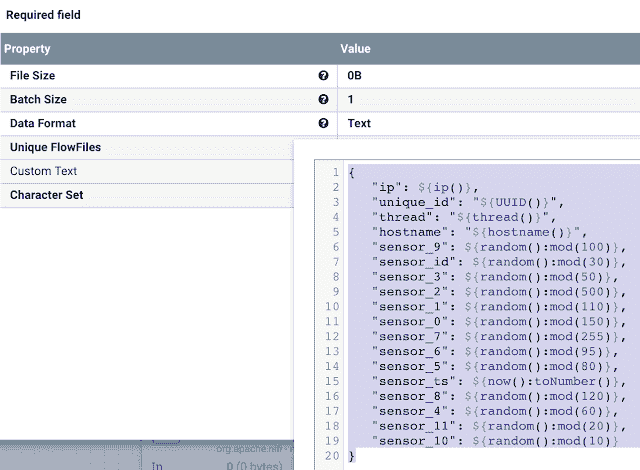 Required field
Property Value
File Size 0B
Batch Size 1
Data Format Text
Unique FlowFiles
Custom Text
Character Set
1 {
2 "ip": ${ip()},
3 "unique_id": "${UUID()}",
4 "thread": "${thread()}",
5 "hostname": "${hostname()}",
6 "sensor_9": ${random():mod(100)},
7 "sensor_id": ${random():mod(30)},
8 "sensor_3": ${random():mod(50)},
9 "sensor_2": ${random():mod(500)},
10 "sensor_1": ${random():mod(110)},
11 "sensor_0": ${random():mod(150)},
12 "sensor_7": ${random():mod(255)},
13 "sensor_6": ${random():mod(95)},
14 "sensor_5": ${random():mod(80)},
15 "sensor_ts": ${now():toNumber()},
16 "sensor_8": ${random():mod(120)},
17 "sensor_4": ${random():mod(60)},
18 "sensor_11": ${random():mod(20)},
19 "sensor_10": ${random():mod(10)}
20 }
org.apache.nifi
In 0 (0 bytes)